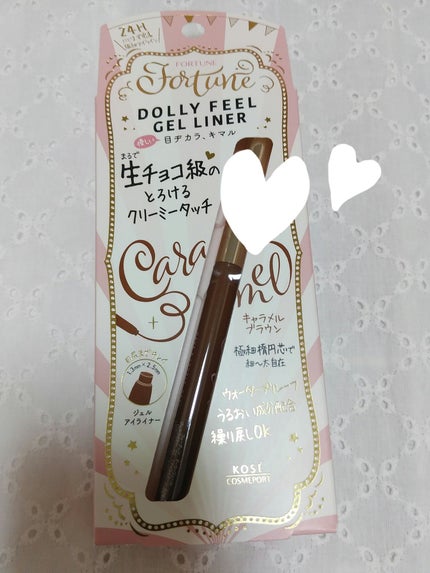 24H
FORTUNE
Fortune
DOLLY FEEL
GEL LINER
目ヂカラ、キマル
まるで
生チョコ級の
とろける
クリーミータッチ
Caramel
キャラメル
ブラウン
極細楕円芯で
細〜太自在
1.3mm×2.5mm
ジェル
アイライナー
ウォータープルーフ
うるおい成分配合
繰り戻しOK
KOSÉ
COSMEPORT